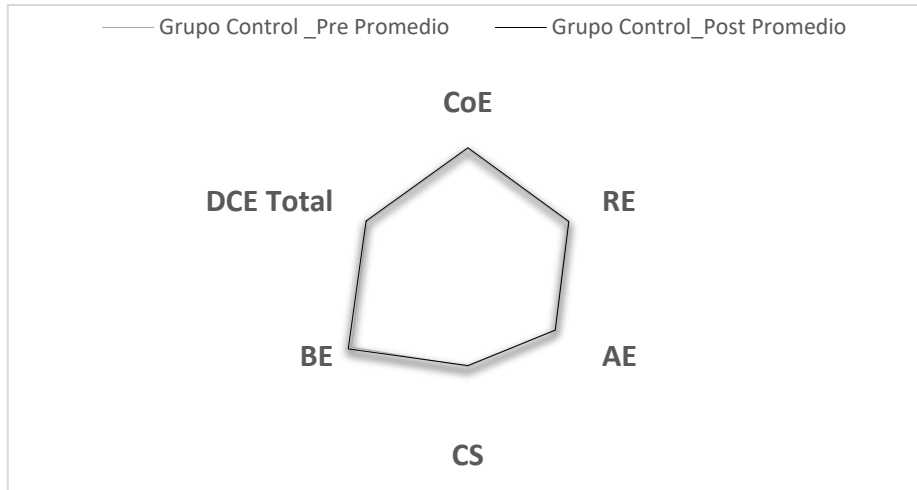 Grupo Control _Pre Promedio
Grupo Control_Post Promedio
CoE
DCE Total
RE
BE
AE
CS